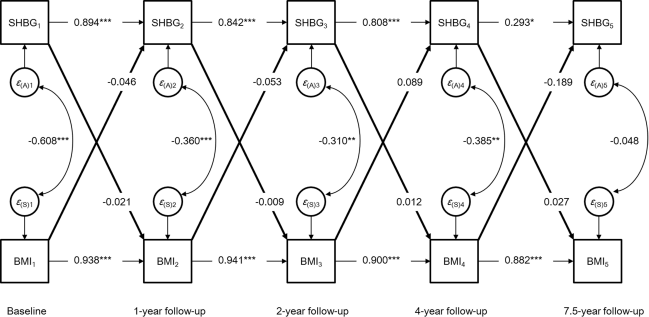 SHBG1 0.894*** SHBG2 0.842*** SHBG3 0.808*** SHBG4 0.293* SHBG5
ε(A)1 -0.046 ε(A)2 -0.053 ε(A)3 0.089 ε(A)4 -0.189 ε(A)5
-0.608*** -0.360*** -0.310** -0.385** -0.048
ε(S)1 -0.021 ε(S)2 -0.009 ε(S)3 0.012 ε(S)4 0.027 ε(S)5
BMI1 0.938*** BMI2 0.941*** BMI3 0.900*** BMI4 0.882*** BMI5
Baseline 1-year follow-up 2-year follow-up 4-year follow-up 7.5-year follow-up